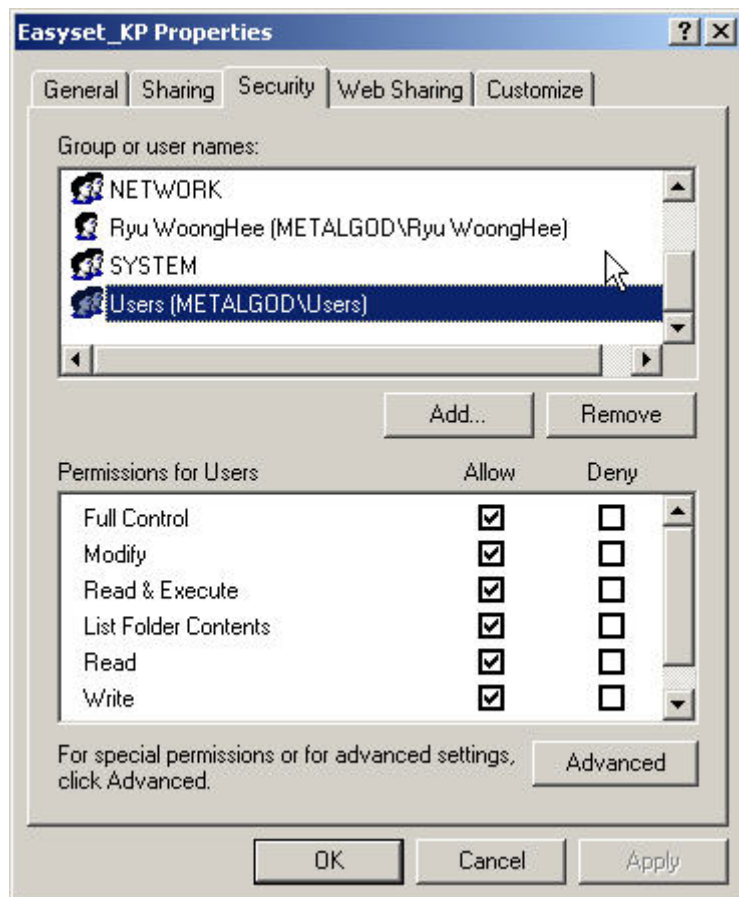 Easyset_KP Properties
General Sharing Security Web Sharing Customize
Group or user names:
NETWORK
Ryu WoongHee (METALGOD\Ryu WoongHee)
SYSTEM
Users (METALGOD\Users)
Add... Remove
Permissions for Users Allow Deny
Full Control
Modify
Read & Execute
List Folder Contents
Read
Write
For special permissions or for advanced settings,
click Advanced.
Advanced
OK Cancel Apply